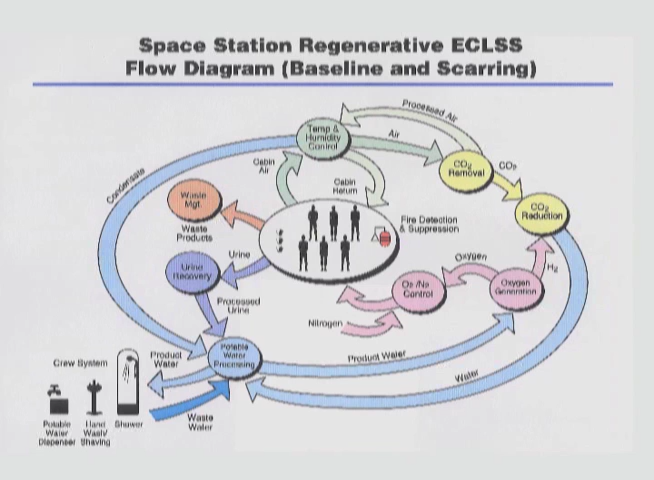 Space Station Regenerative ECLSS
Flow Diagram (Baseline and Scarring)
Processed Air
Temp &
Humidity
Control
Air
CO₂
Removal
CO₂
CO₂
Reduction
Cabin
Air
Cabin
Return
Condensate
Waste
Mgt.
Waste
Products
Fire Detection
& Suppression
Urine
Urine
Recovery
Processed
Urine
Oxygen
O₂/N₂
Control
Oxygen
Generation
H₂
Nitrogen
Potable
Water
Processing
Product Water
Water
Crew System
Product
Water
Waste
Water
Potable
Water
Dispenser
Hand
Wash/
Shaving
Shower